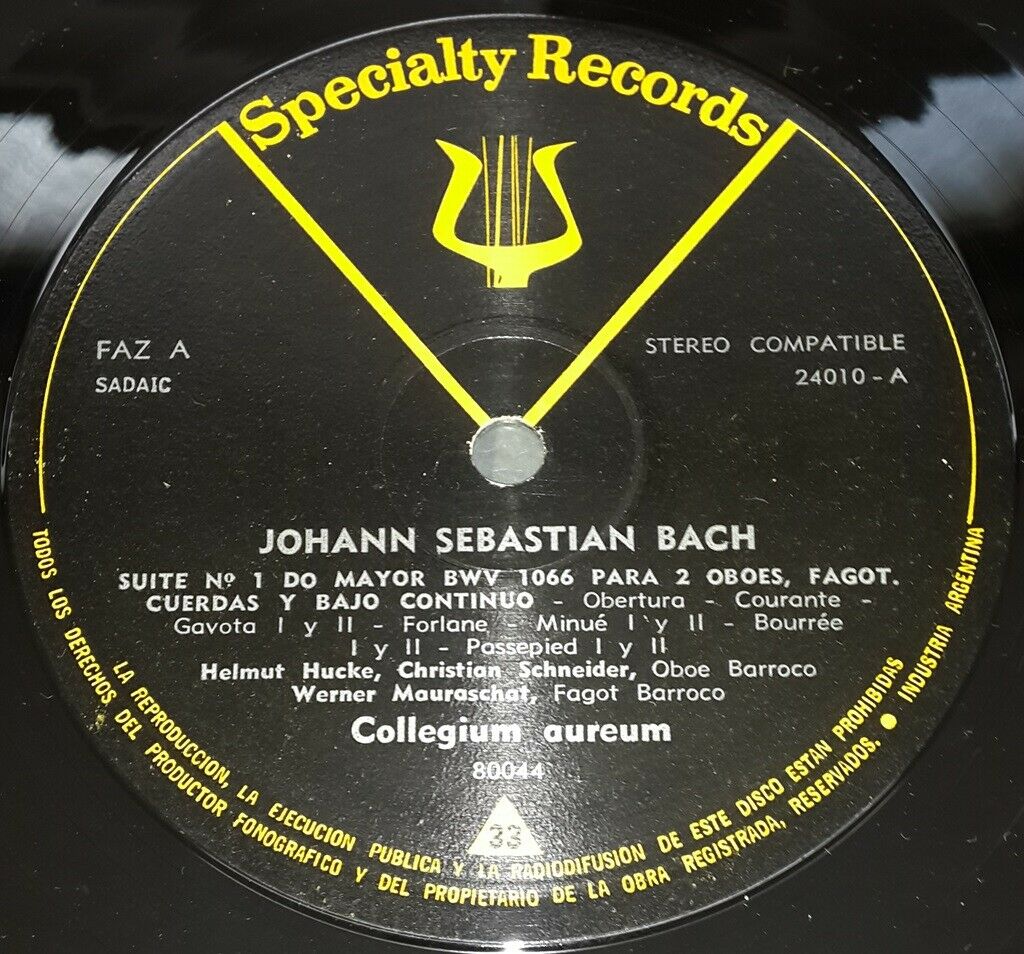 Specialty Records
FAZ A
SADAIC
STEREO COMPATIBLE
24010 - A
JOHANN SEBASTIAN BACH
SUITE Nº 1 DO MAYOR BWV 1066 PARA 2 OBOES, FAGOT.
CUERDAS Y BAJO CONTINUO - Obertura - Courante -
Gavota I y II - Forlane - Minué I y II - Bourrée
I y II - Passepied I y II
Helmut Hucke, Christian Schneider, Oboe Barroco
Werner Mauraschat, Fagot Barroco
Collegium aureum
80044
33
LA REPRODUCCION, LA EJECUCION PUBLICA Y LA RADIODIFUSION DE ESTE DISCO ESTAN PROHIBIDAS
TODOS LOS DERECHOS DEL PRODUCTOR FONOGRAFICO Y DEL PROPIETARIO DE LA OBRA REGISTRADA, RESERVADOS. ● INDUSTRIA ARGENTINA